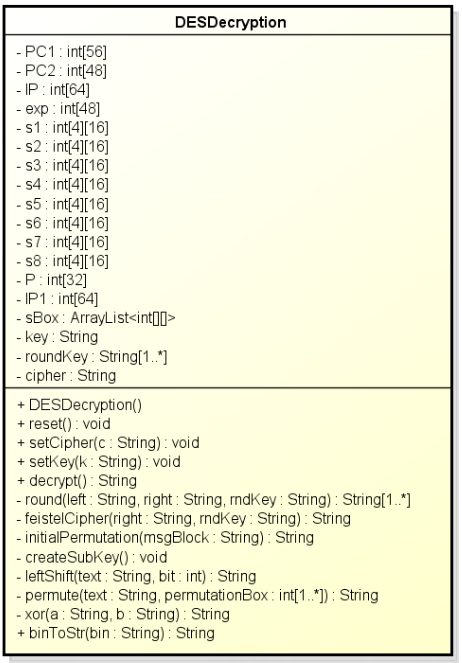 DESDecryption
- PC1 : int[56]
- PC2 : int[48]
- IP : int[64]
- exp : int[48]
- s1 : int[4][16]
- s2 : int[4][16]
- s3 : int[4][16]
- s4 : int[4][16]
- s5 : int[4][16]
- s6 : int[4][16]
- s7 : int[4][16]
- s8 : int[4][16]
- P : int[32]
- IP1 : int[64]
- sBox : ArrayList<int[][]>
- key : String
- roundKey : String[1..*]
- cipher : String
+ DESDecryption()
+ reset() : void
+ setCipher(c : String) : void
+ setKey(k : String) : void
+ decrypt() : String
- round(left : String, right : String, rndKey : String) : String[1..*]
- feistelCipher(right : String, rndKey : String) : String
- initialPermutation(msgBlock : String) : String
- createSubKey() : void
- leftShift(text : String, bit : int) : String
- permute(text : String, permutationBox : int[1..*]) : String
- xor(a : String, b : String) : String
+ binToStr(bin : String) : String